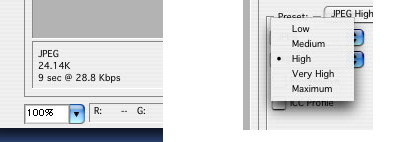 JPEG
24.14K
9 sec @ 28.8 Kbps
100%
R: -- G:
Preset: JPEG High
Low
Medium
• High
Very High
Maximum
ICC Profile